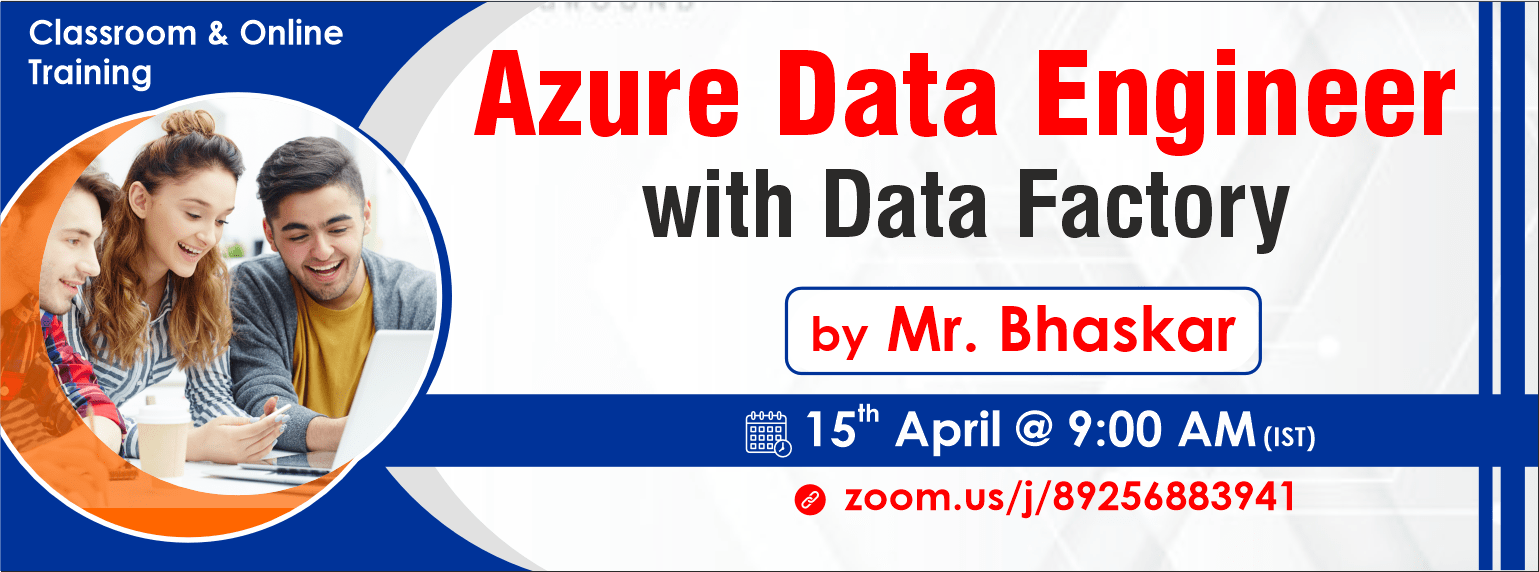 Classroom & Online
Training
Azure Data Engineer
with Data Factory
by Mr. Bhaskar
15th April @ 9:00 AM (IST)
zoom.us/j/89256883941